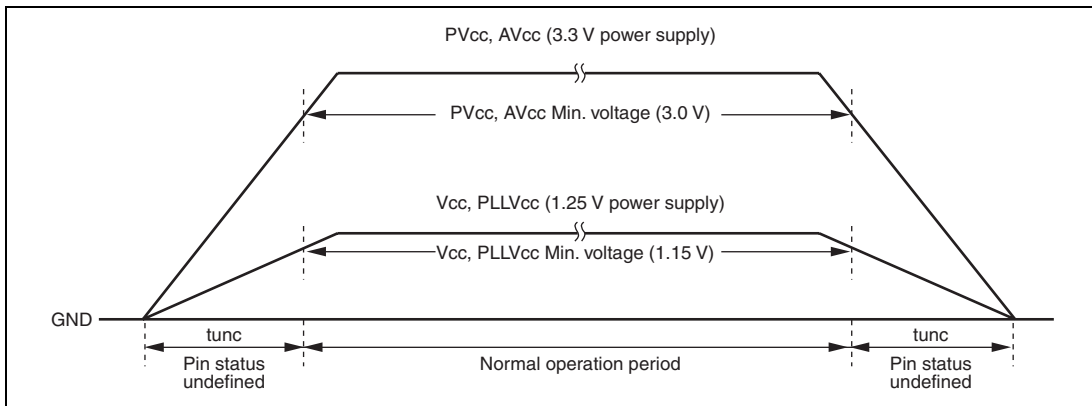 PVcc, AVcc (3.3 V power supply)
PVcc, AVcc Min. voltage (3.0 V)
Vcc, PLLVcc (1.25 V power supply)
Vcc, PLLVcc Min. voltage (1.15 V)
GND
tunc
Pin status
undefined
Normal operation period
tunc
Pin status
undefined